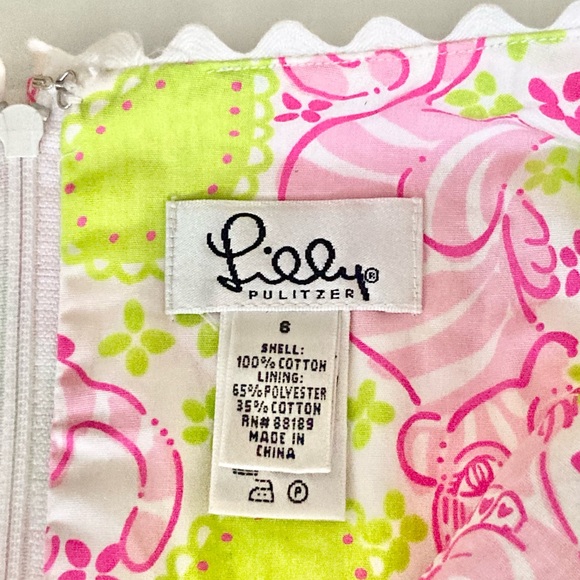 Lilly®
PULITZER
6
SHELL:
100% COTTON
LINING:
65% POLYESTER
35% COTTON
RN# 88189
MADE IN
CHINA
P